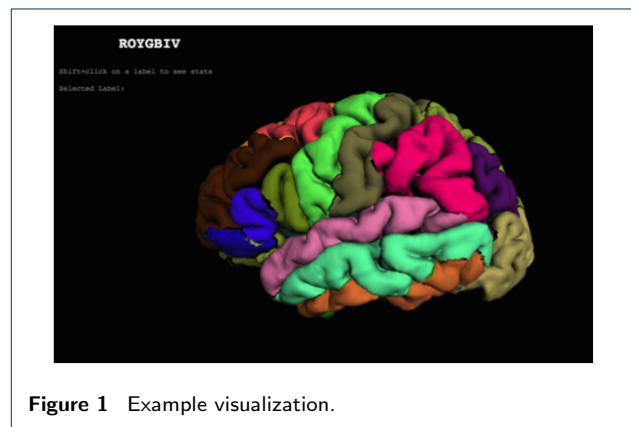 ROYGBIV
Shift+click on a label to see stats
Selected Label:
Figure 1 Example visualization.